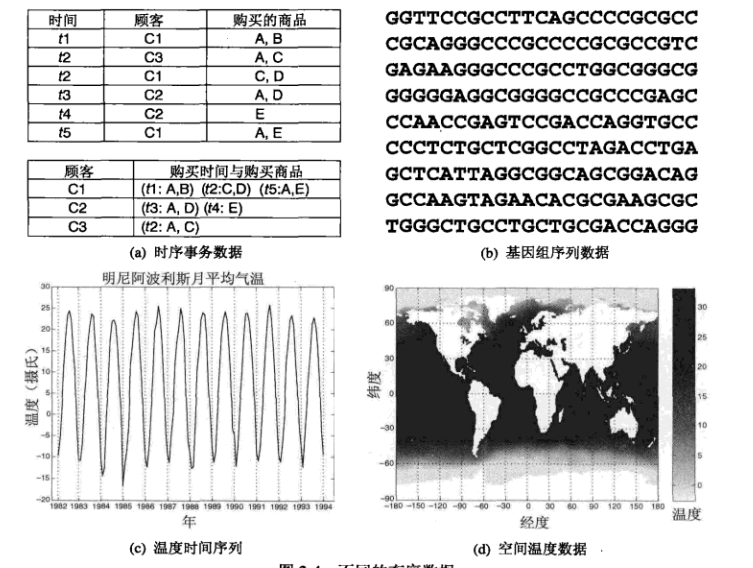 时间 顾客 购买的商品
t1 C1 A, B
t2 C3 A, C
t2 C1 C, D
t3 C2 A, D
t4 C2 E
t5 C1 A, E
顾客 购买时间与购买商品
C1 (t1: A,B) (t2:C,D) (t5:A,E)
C2 (t3: A, D) (t4: E)
C3 (t2: A, C)
(a) 时序事务数据
GGTTCCGCCTTCAGCCCCGCGCC
CGCAGGGCCCGCCCCGCGCCGTC
GAGAAGGGCCCGCCTGGCGGGCG
GGGGGAGGCGGGGCCGCCCGAGC
CCAACCGAGTCCGACCAGGTGCC
CCCTCTGCTCGGCCTAGACCTGA
GCTCATTAGGCGGCAGCGGACAG
GCCAAGTAGAACACGCGAAGCGC
TGGGCTGCCTGCTGCGACCAGGG
(b) 基因组序列数据
明尼阿波利斯月平均气温
温度（摄氏）
30
25
20
15
10
5
0
-5
-10
-15
-20
1982 1983 1984 1985 1986 1987 1988 1989 1990 1991 1992 1993 1994
年
(c) 温度时间序列
纬度
90
60
30
0
-30
-60
-90
-180 -150 -120 -90 -60 -30 0 30 60 90 120 150 180
经度
30
25
20
15
10
5
0
温度
(d) 空间温度数据